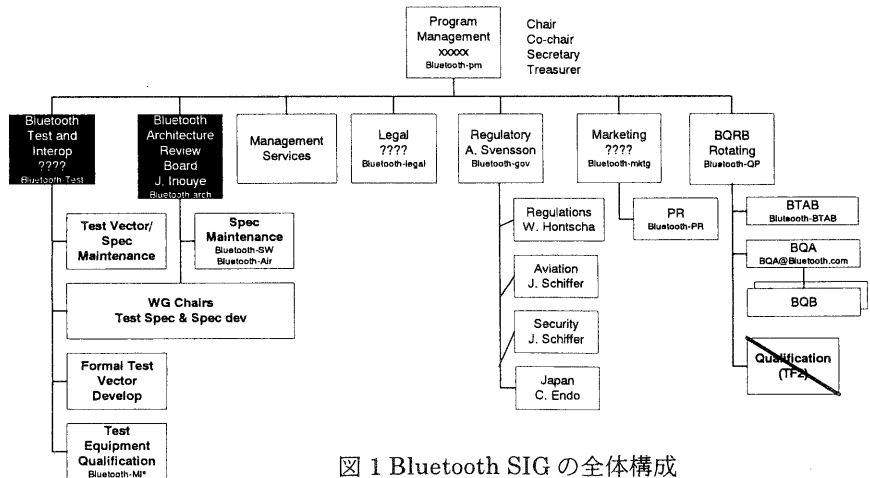 Program
Management
xxxxx
Bluetooth-pm
Chair
Co-chair
Secretary
Treasurer
Bluetooth
Test and
Interop
????
Bluetooth-Test
Bluetooth
Architecture
Review
Board
J. Inouye
Bluetooth arch
Management
Services
Legal
????
Bluetooth-legal
Regulatory
A. Svensson
Bluetooth-gov
Marketing
????
Bluetooth-mktg
BQRB
Rotating
Bluetooth-QP
Test Vector/
Spec
Maintenance
Spec
Maintenance
Bluetooth-SW
Bluetooth-Air
WG Chairs
Test Spec & Spec dev
Formal Test
Vector
Develop
Test
Equipment
Qualification
Bluetooth-MI*
Regulations
W. Hontscha
Aviation
J. Schiffer
Security
J. Schiffer
Japan
C. Endo
PR
Bluetooth-PR
BTAB
Bluetooth-BTAB
BQA
BQA@Bluetooth.com
BQB
Qualification
(TF2)
図 1 Bluetooth SIG の全体構成